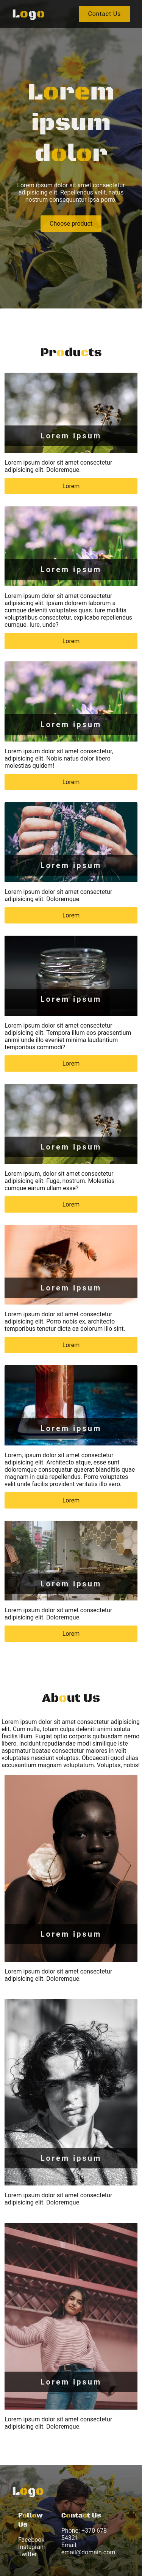 Logo
Contact Us
Lorem
ipsum
dolor
Lorem ipsum dolor sit amet consectetur
adipisicing elit. Repellendus velit, natus
nostrum consequuntur ipsa porro.
Choose product
Products
Lorem ipsum
Lorem ipsum dolor sit amet consectetur
adipisicing elit. Doloremque.
Lorem
Lorem ipsum
Lorem ipsum dolor sit amet consectetur
adipisicing elit. Ipsam dolorem laborum a
cumque deleniti voluptates quas. Iure mollitia
voluptatibus consectetur, explicabo repellendus
cumque. Iure, unde?
Lorem
Lorem ipsum
Lorem ipsum dolor sit amet consectetur,
adipisicing elit. Nobis natus dolor libero
molestias quidem!
Lorem
Lorem ipsum
Lorem ipsum dolor sit amet consectetur
adipisicing elit. Doloremque.
Lorem
Lorem ipsum
Lorem ipsum dolor sit amet consectetur
adipisicing elit. Tempora illum eos praesentium
animi unde illo eveniet minima laudantium
temporibus commodi?
Lorem
Lorem ipsum
Lorem ipsum, dolor sit amet consectetur
adipisicing elit. Fuga, nostrum. Molestias
cumque earum ullam esse?
Lorem
Lorem ipsum
Lorem ipsum dolor sit amet consectetur
adipisicing elit. Porro nobis ex, architecto
temporibus tenetur dicta ea dolorum illo sint.
Lorem
Lorem ipsum
Lorem, ipsum dolor sit amet consectetur
adipisicing elit. Architecto atque, esse sunt
doloremque consequatur quaerat blanditiis quae
magnam in quia repellendus. Porro voluptates
velit unde facilis provident veritatis illo vero.
Lorem
Lorem ipsum
Lorem ipsum dolor sit amet consectetur
adipisicing elit. Doloremque.
Lorem
About Us
Lorem ipsum dolor sit amet consectetur adipisicing
elit. Cum nulla, totam culpa deleniti animi soluta
facilis illum. Fugiat optio corporis quibusdam nemo
libero, incidunt repudiandae modi similique iste
aspernatur beatae consectetur maiores in velit
voluptates nesciunt voluptas. Obcaecati quod alias
accusantium magnam voluptatum. Voluptas, nobis!
Lorem ipsum
Lorem ipsum dolor sit amet consectetur
adipisicing elit. Doloremque.
Lorem ipsum
Lorem ipsum dolor sit amet consectetur
adipisicing elit. Doloremque.
Lorem ipsum
Lorem ipsum dolor sit amet consectetur
adipisicing elit. Doloremque.
Logo
Follow
Us
Facebook
Instagram
Twitter
Contact Us
Phone: +370 678
54321
Email:
email@domain.com